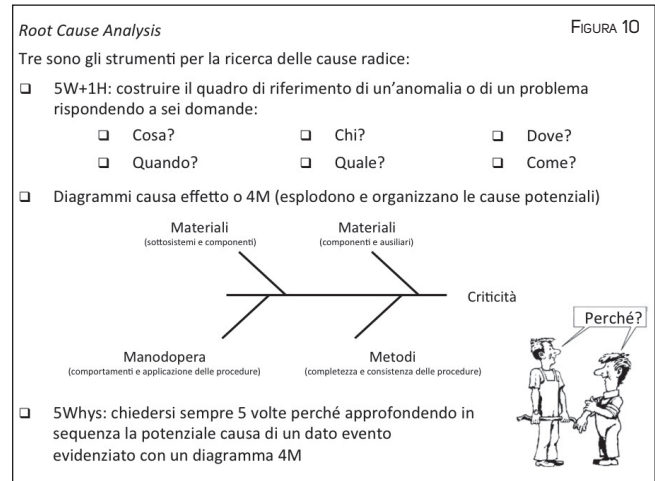 Root Cause Analysis
FIGURA 10
Tre sono gli strumenti per la ricerca delle cause radice:
5W+1H: costruire il quadro di riferimento di un'anomalia o di un problema
rispondendo a sei domande:
Cosa? Chi? Dove?
Quando? Quale? Come?
Diagrammi causa effetto o 4M (esplodono e organizzano le cause potenziali)
Materiali Materiali
(sottosistemi e componenti) (componenti e ausiliari)
Criticità
Perché?
Manodopera Metodi
(comportamenti e applicazione delle procedure) (completezza e consistenza delle procedure)
5Whys: chiedersi sempre 5 volte perché approfondendo in
sequenza la potenziale causa di un dato evento
evidenziato con un diagramma 4M